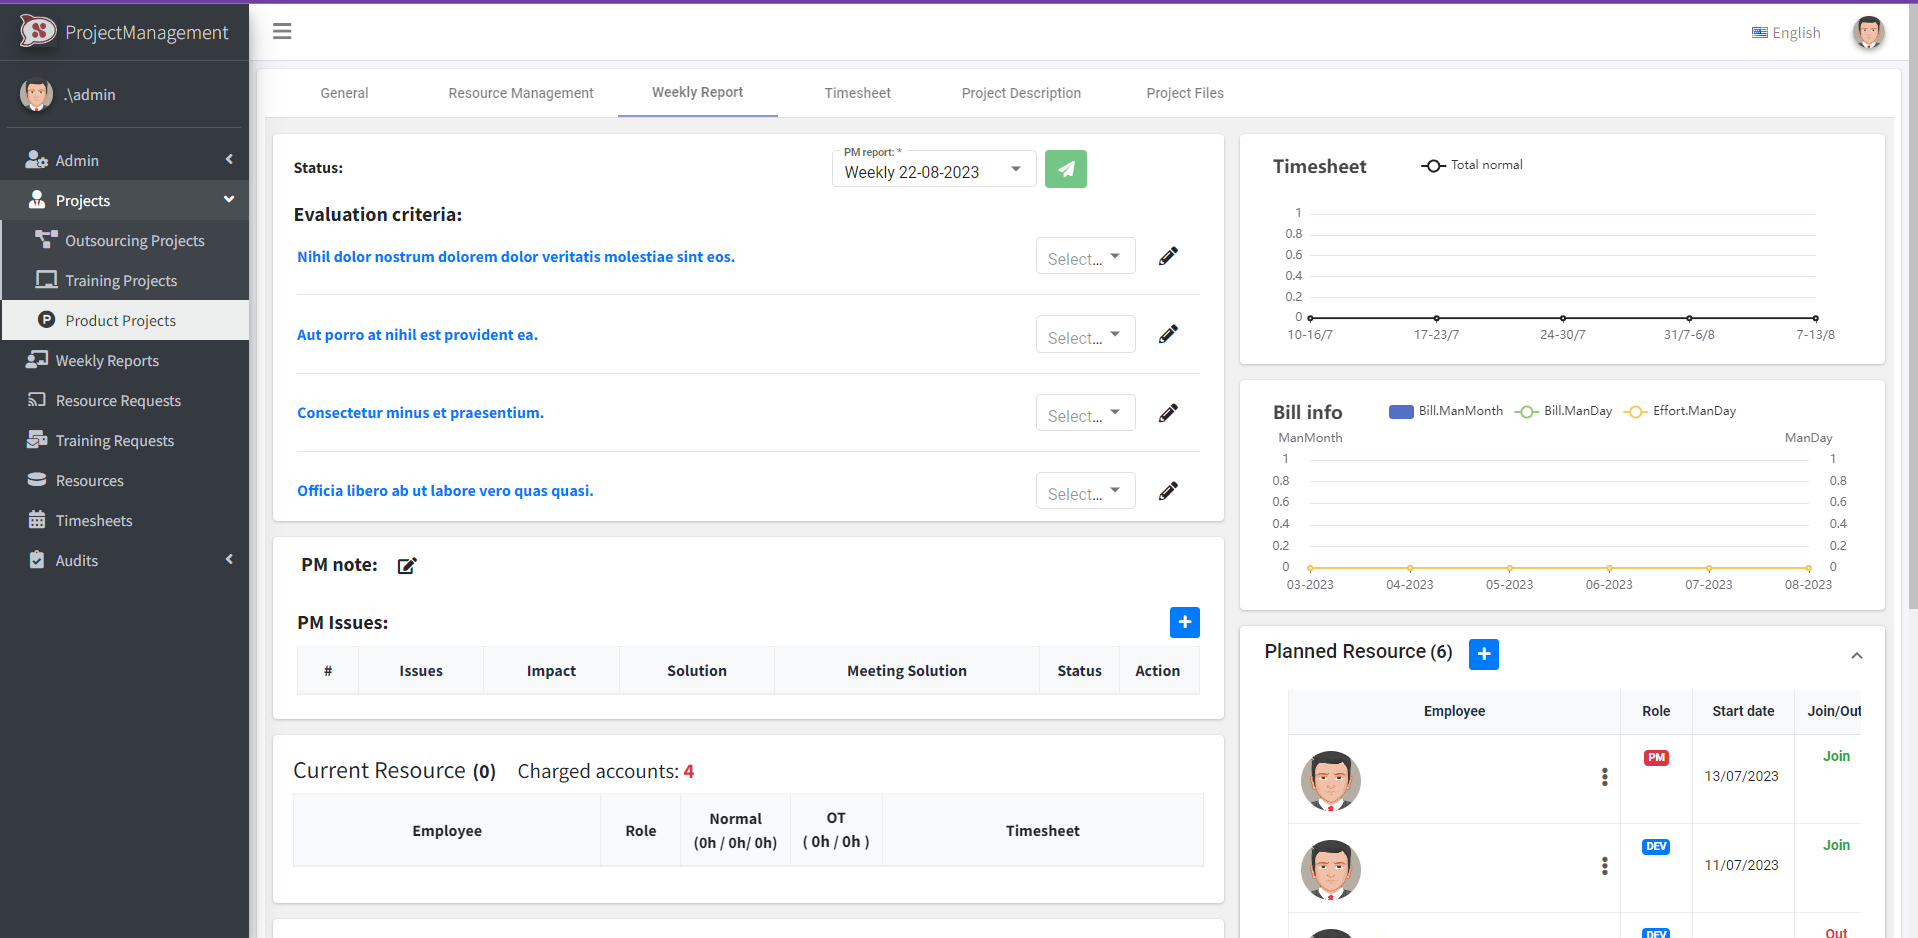 ProjectManagement
English
.\admin
Admin
Projects
Outsourcing Projects
Training Projects
P Product Projects
Weekly Reports
Resource Requests
Training Requests
Resources
Timesheets
Audits
General Resource Management Weekly Report Timesheet Project Description Project Files
Status:
PM report: *
Weekly 22-08-2023
Evaluation criteria:
Nihil dolor nostrum dolorem dolor veritatis molestiae sint eos. Select...
Aut porro at nihil est provident ea. Select...
Consectetur minus et praesentium. Select...
Officia libero ab ut labore vero quas quasi. Select...
PM note:
PM Issues:
# Issues Impact Solution Meeting Solution Status Action
Current Resource (0) Charged accounts: 4
Employee Role Normal (0h / 0h/ 0h) OT ( 0h / 0h ) Timesheet
Timesheet Total normal
1
0.8
0.6
0.4
0.2
0
10-16/7 17-23/7 24-30/7 31/7-6/8 7-13/8
Bill info Bill.ManMonth Bill.ManDay Effort.ManDay
ManMonth ManDay
1 1
0.8 0.8
0.6 0.6
0.4 0.4
0.2 0.2
0 0
03-2023 04-2023 05-2023 06-2023 07-2023 08-2023
Planned Resource (6)
Employee Role Start date Join/Out
PM 13/07/2023 Join
DEV 11/07/2023 Join
DEV Out